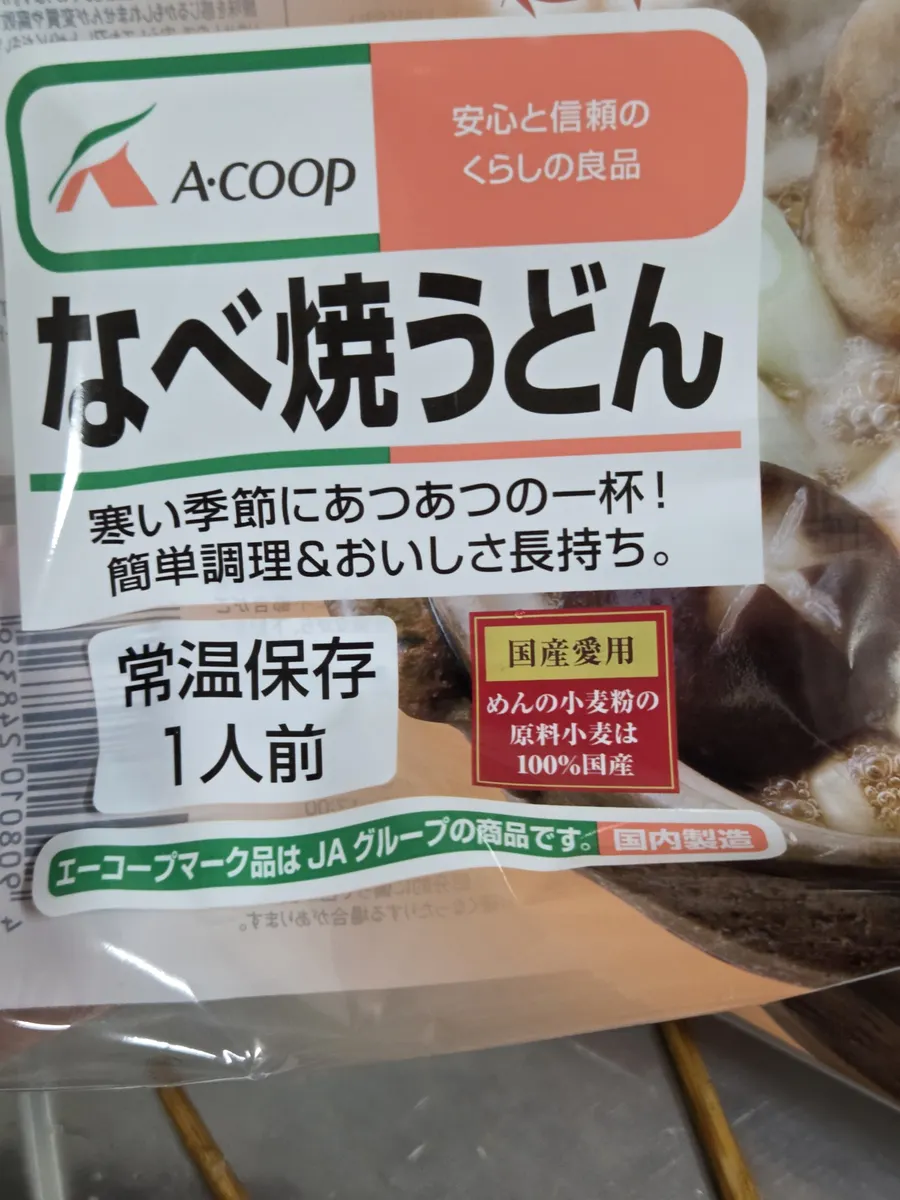 A·COOP
安心と信頼の
くらしの良品
なべ焼うどん
寒い季節にあつあつの一杯!
簡単調理&おいしさ長持ち。
常温保存
1人前
国産愛用
めんの小麦粉の
原料小麦は
100%国産
エーコープマーク品はJAグループの商品です。 国内製造